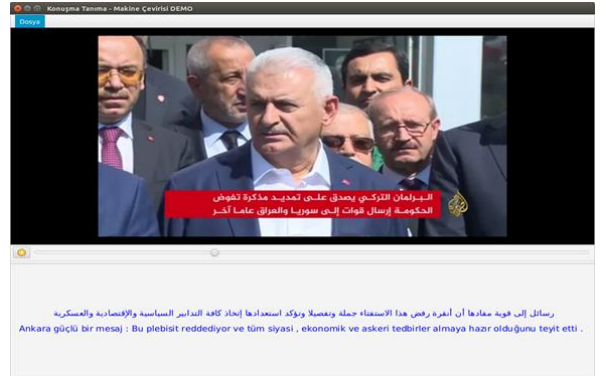 Konuşma Tanıma - Makine Çevirisi DEMO
Dosya
البرلمان التركي يصدق على تمديد مذكرة تفوض
الحكومة إرسال قوات إلى سوريا والعراق عاما آخر
رسائل إلى قوية مفادها أن أنقرة رفض هذا الاستفتاء جملة وتفصيلا وتؤكد استعدادها إتخاذ كافة التدابير السياسية والإقتصادية والعسكرية
Ankara güçlü bir mesaj : Bu plebisit reddediyor ve tüm siyasi , ekonomik ve askeri tedbirler almaya hazır olduğunu teyit etti .